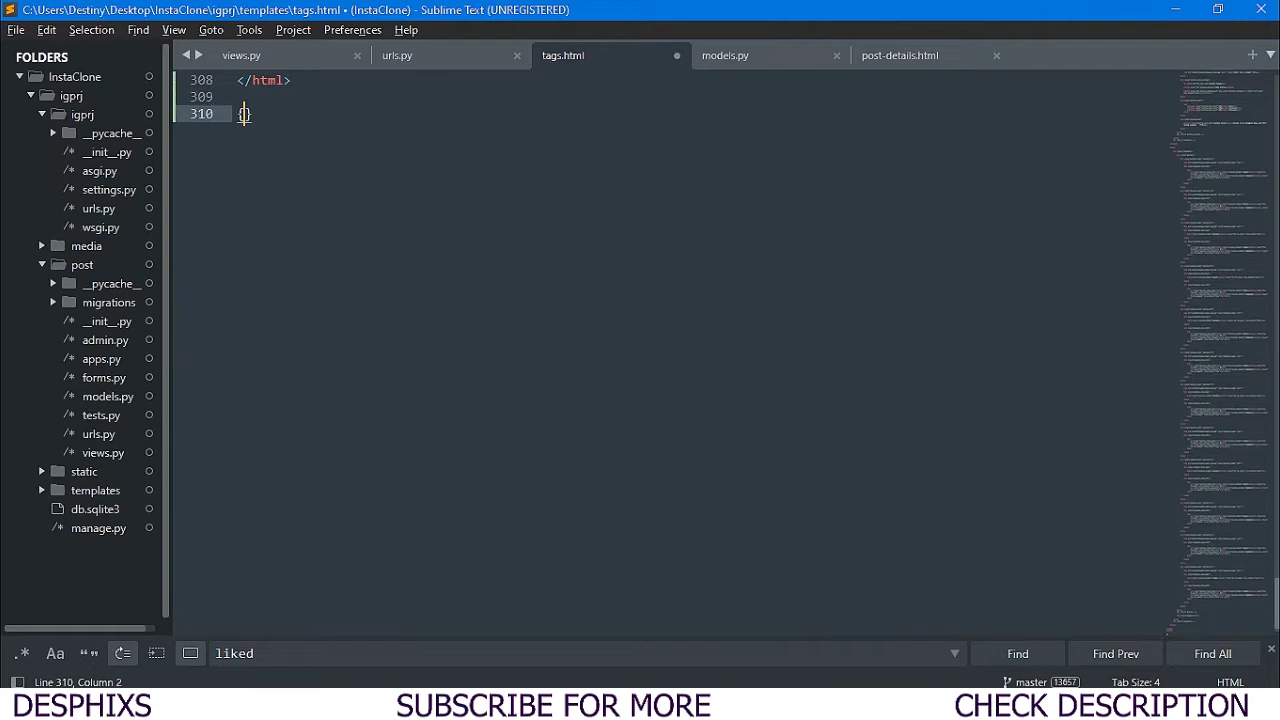 C:\Users\Destiny\Desktop\InstaClone\igprj\templates\tags.html • (InstaClone) - Sublime Text (UNREGISTERED)
File Edit Selection Find View Goto Tools Project Preferences Help
FOLDERS
InstaClone
igprj
igprj
__pycache__
/* __init__.py
/* asgi.py
/* settings.py
/* urls.py
/* wsgi.py
media
post
__pycache__
migrations
/* __init__.py
/* admin.py
/* apps.py
/* forms.py
/* models.py
/* tests.py
/* urls.py
/* views.py
static
templates
db.sqlite3
/* manage.py
views.py urls.py tags.html models.py post-details.html
308 </html>
309
310 {}
.* Aa “” liked Find Find Prev Find All
Line 310, Column 2 master 13657 Tab Size: 4 HTML
DESPHIXS SUBSCRIBE FOR MORE CHECK DESCRIPTION